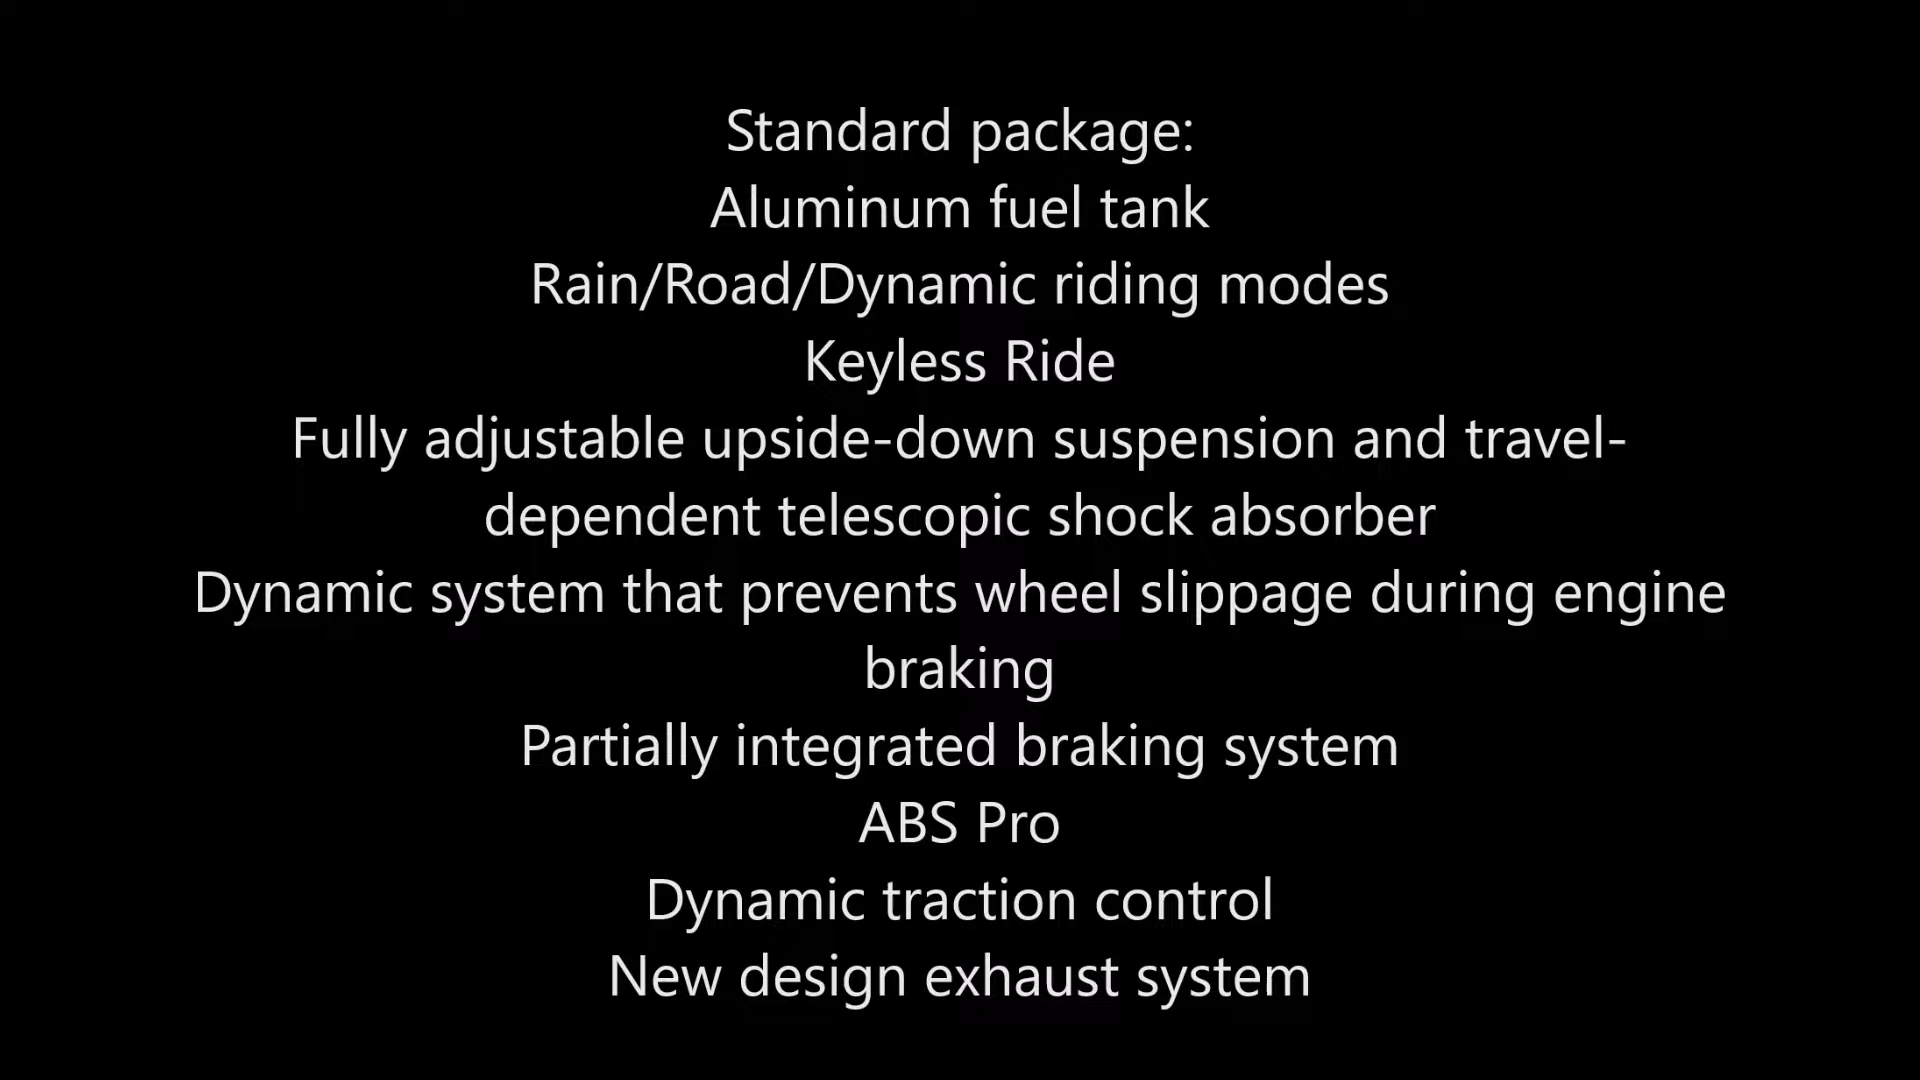 Standard package:
Aluminum fuel tank
Rain/Road/Dynamic riding modes
Keyless Ride
Fully adjustable upside-down suspension and travel-
dependent telescopic shock absorber
Dynamic system that prevents wheel slippage during engine
braking
Partially integrated braking system
ABS Pro
Dynamic traction control
New design exhaust system